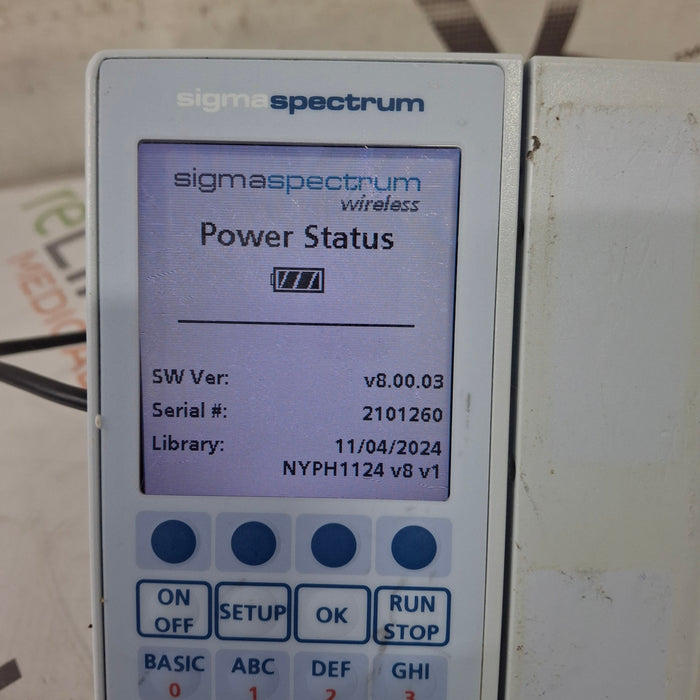 sigmaspectrum
sigmaspectrum
wireless
Power Status
SW Ver: v8.00.03
Serial #: 2101260
Library: 11/04/2024
NYPH1124 v8 v1
ON OFF
SETUP
OK
RUN STOP
BASIC
ABC
DEF
GHI
0
1
2
3